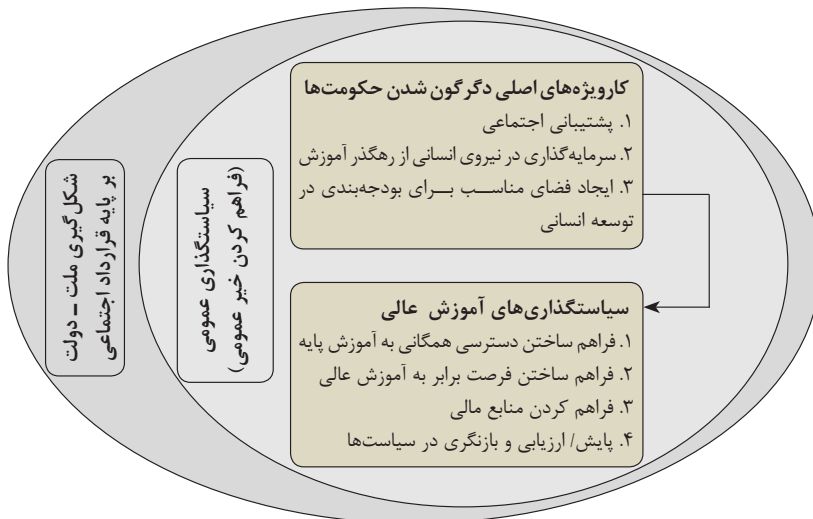 کارویژه‌های اصلی دگرگون شدن حکومت‌ها
۱. پشتیبانی اجتماعی
۲. سرمایه‌گذاری در نیروی انسانی از رهگذر آموزش
۳. ایجاد فضای مناسب برای بودجه‌بندی در
توسعه انسانی
سیاستگذاری‌های آموزش عالی
۱. فراهم ساختن دسترسی همگانی به آموزش پایه
۲. فراهم ساختن فرصت برابر به آموزش عالی
۳. فراهم کردن منابع مالی
۴. پایش/ ارزیابی و بازنگری در سیاست‌ها
سیاستگذاری عمومی
(فراهم کردن خیر عمومی)
شکل‌گیری ملت ـ دولت
بر پایه قرارداد اجتماعی